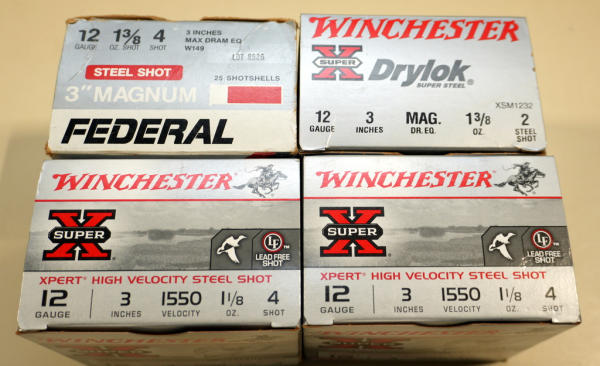 12 1 3/8 4 3 INCHES
GAUGE OZ. SHOT SHOT MAX DRAM EQ
W149
LOT 8526
STEEL SHOT
25 SHOTSHELLS
3" MAGNUM
FEDERAL
WINCHESTER
SUPER X Drylok®
SUPER STEEL
XSM1232
12 3 MAG. 1 3/8 2
GAUGE INCHES DR. EQ. OZ. STEEL
SHOT
WINCHESTER
SUPER X
LF™
LEAD FREE
SHOT
XPERT® HIGH VELOCITY STEEL SHOT
12 3 1550 1 1/8 4
GAUGE INCHES VELOCITY OZ. SHOT
WINCHESTER
SUPER X
LF™
LEAD FREE
SHOT
XPERT® HIGH VELOCITY STEEL SHOT
12 3 1550 1 1/8 4
GAUGE INCHES VELOCITY OZ. SHOT